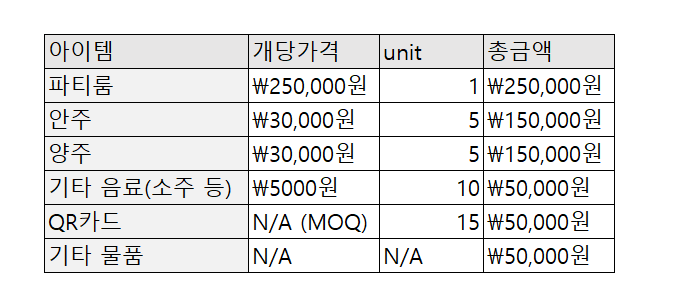 아이템 개당가격 unit 총금액
파티룸 ₩250,000원 1 ₩250,000원
안주 ₩30,000원 5 ₩150,000원
양주 ₩30,000원 5 ₩150,000원
기타 음료(소주 등) ₩5000원 10 ₩50,000원
QR카드 N/A (MOQ) 15 ₩50,000원
기타 물품 N/A N/A ₩50,000원